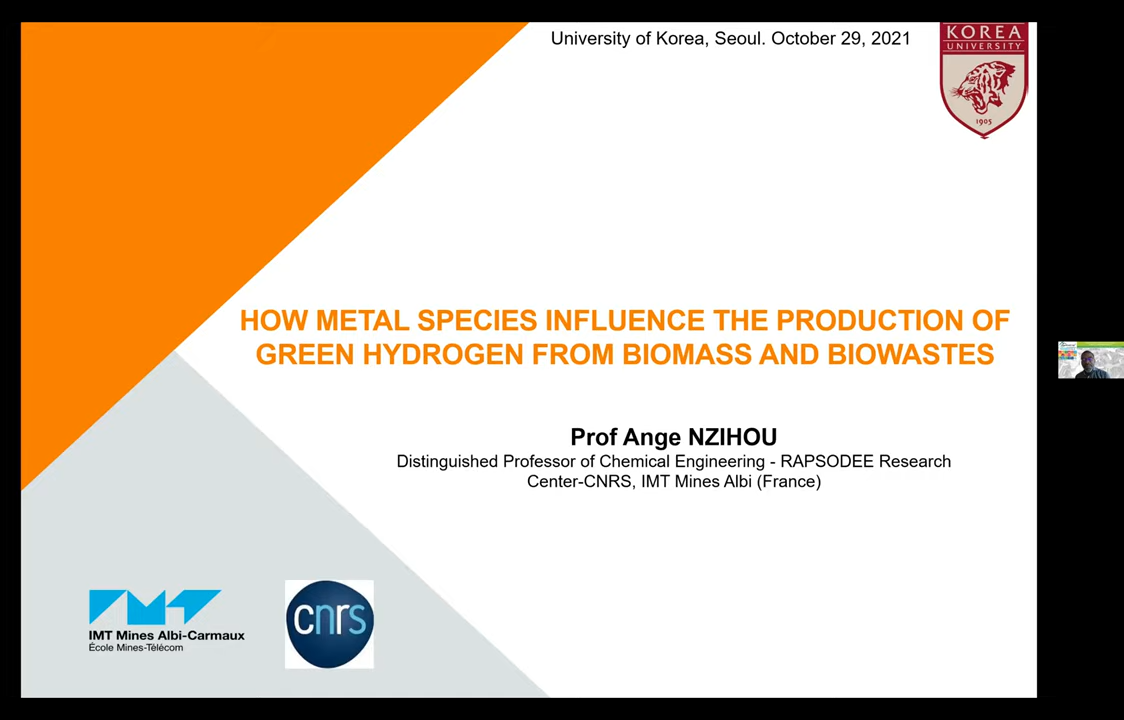 University of Korea, Seoul. October 29, 2021
KOREA
UNIVERSITY
1905
HOW METAL SPECIES INFLUENCE THE PRODUCTION OF
GREEN HYDROGEN FROM BIOMASS AND BIOWASTES
Prof Ange NZIHOU
Distinguished Professor of Chemical Engineering - RAPSODEE Research
Center-CNRS, IMT Mines Albi (France)
IMT
IMT Mines Albi-Carmaux
École Mines-Télécom
cnrs